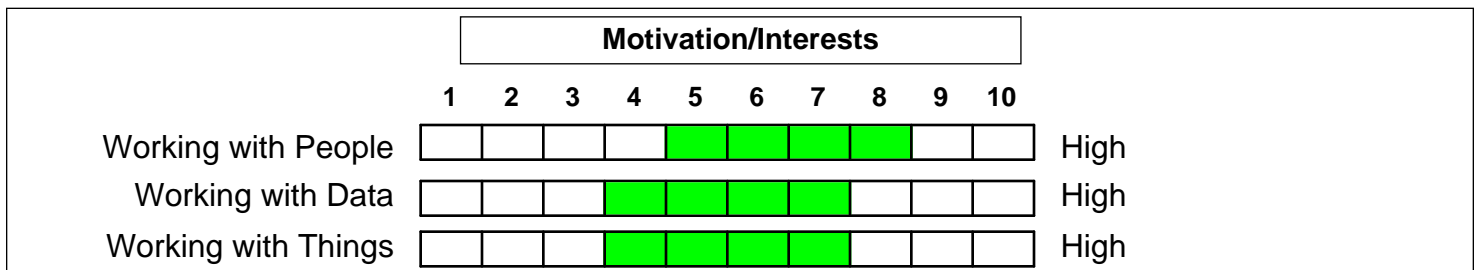 Motivation/Interests
1 2 3 4 5 6 7 8 9 10
Working with People High
Working with Data High
Working with Things High